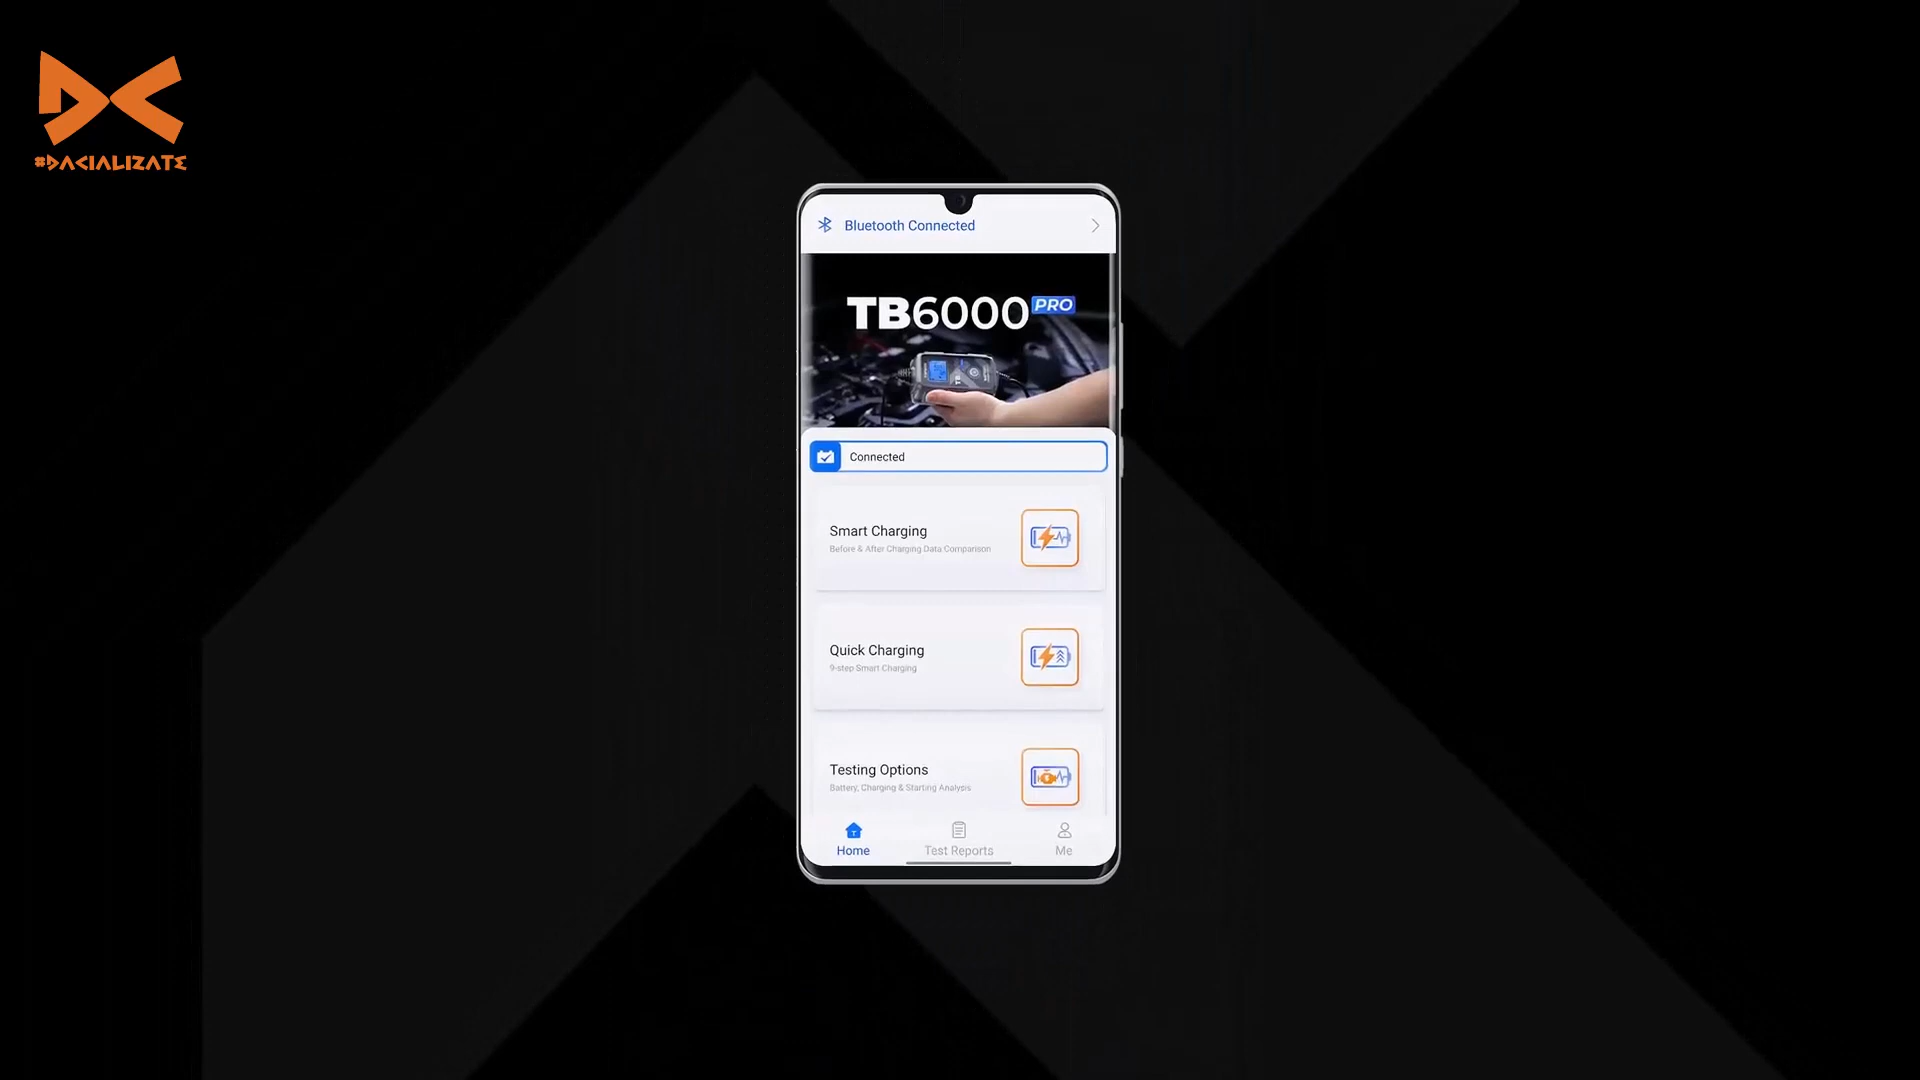 #DACIALIZATE
Bluetooth Connected
TB6000 PRO
Connected
Smart Charging
Before & After Charging Data Comparison
Quick Charging
9-step Smart Charging
Testing Options
Battery, Charging & Starting Analysis
Home
Test Reports
Me